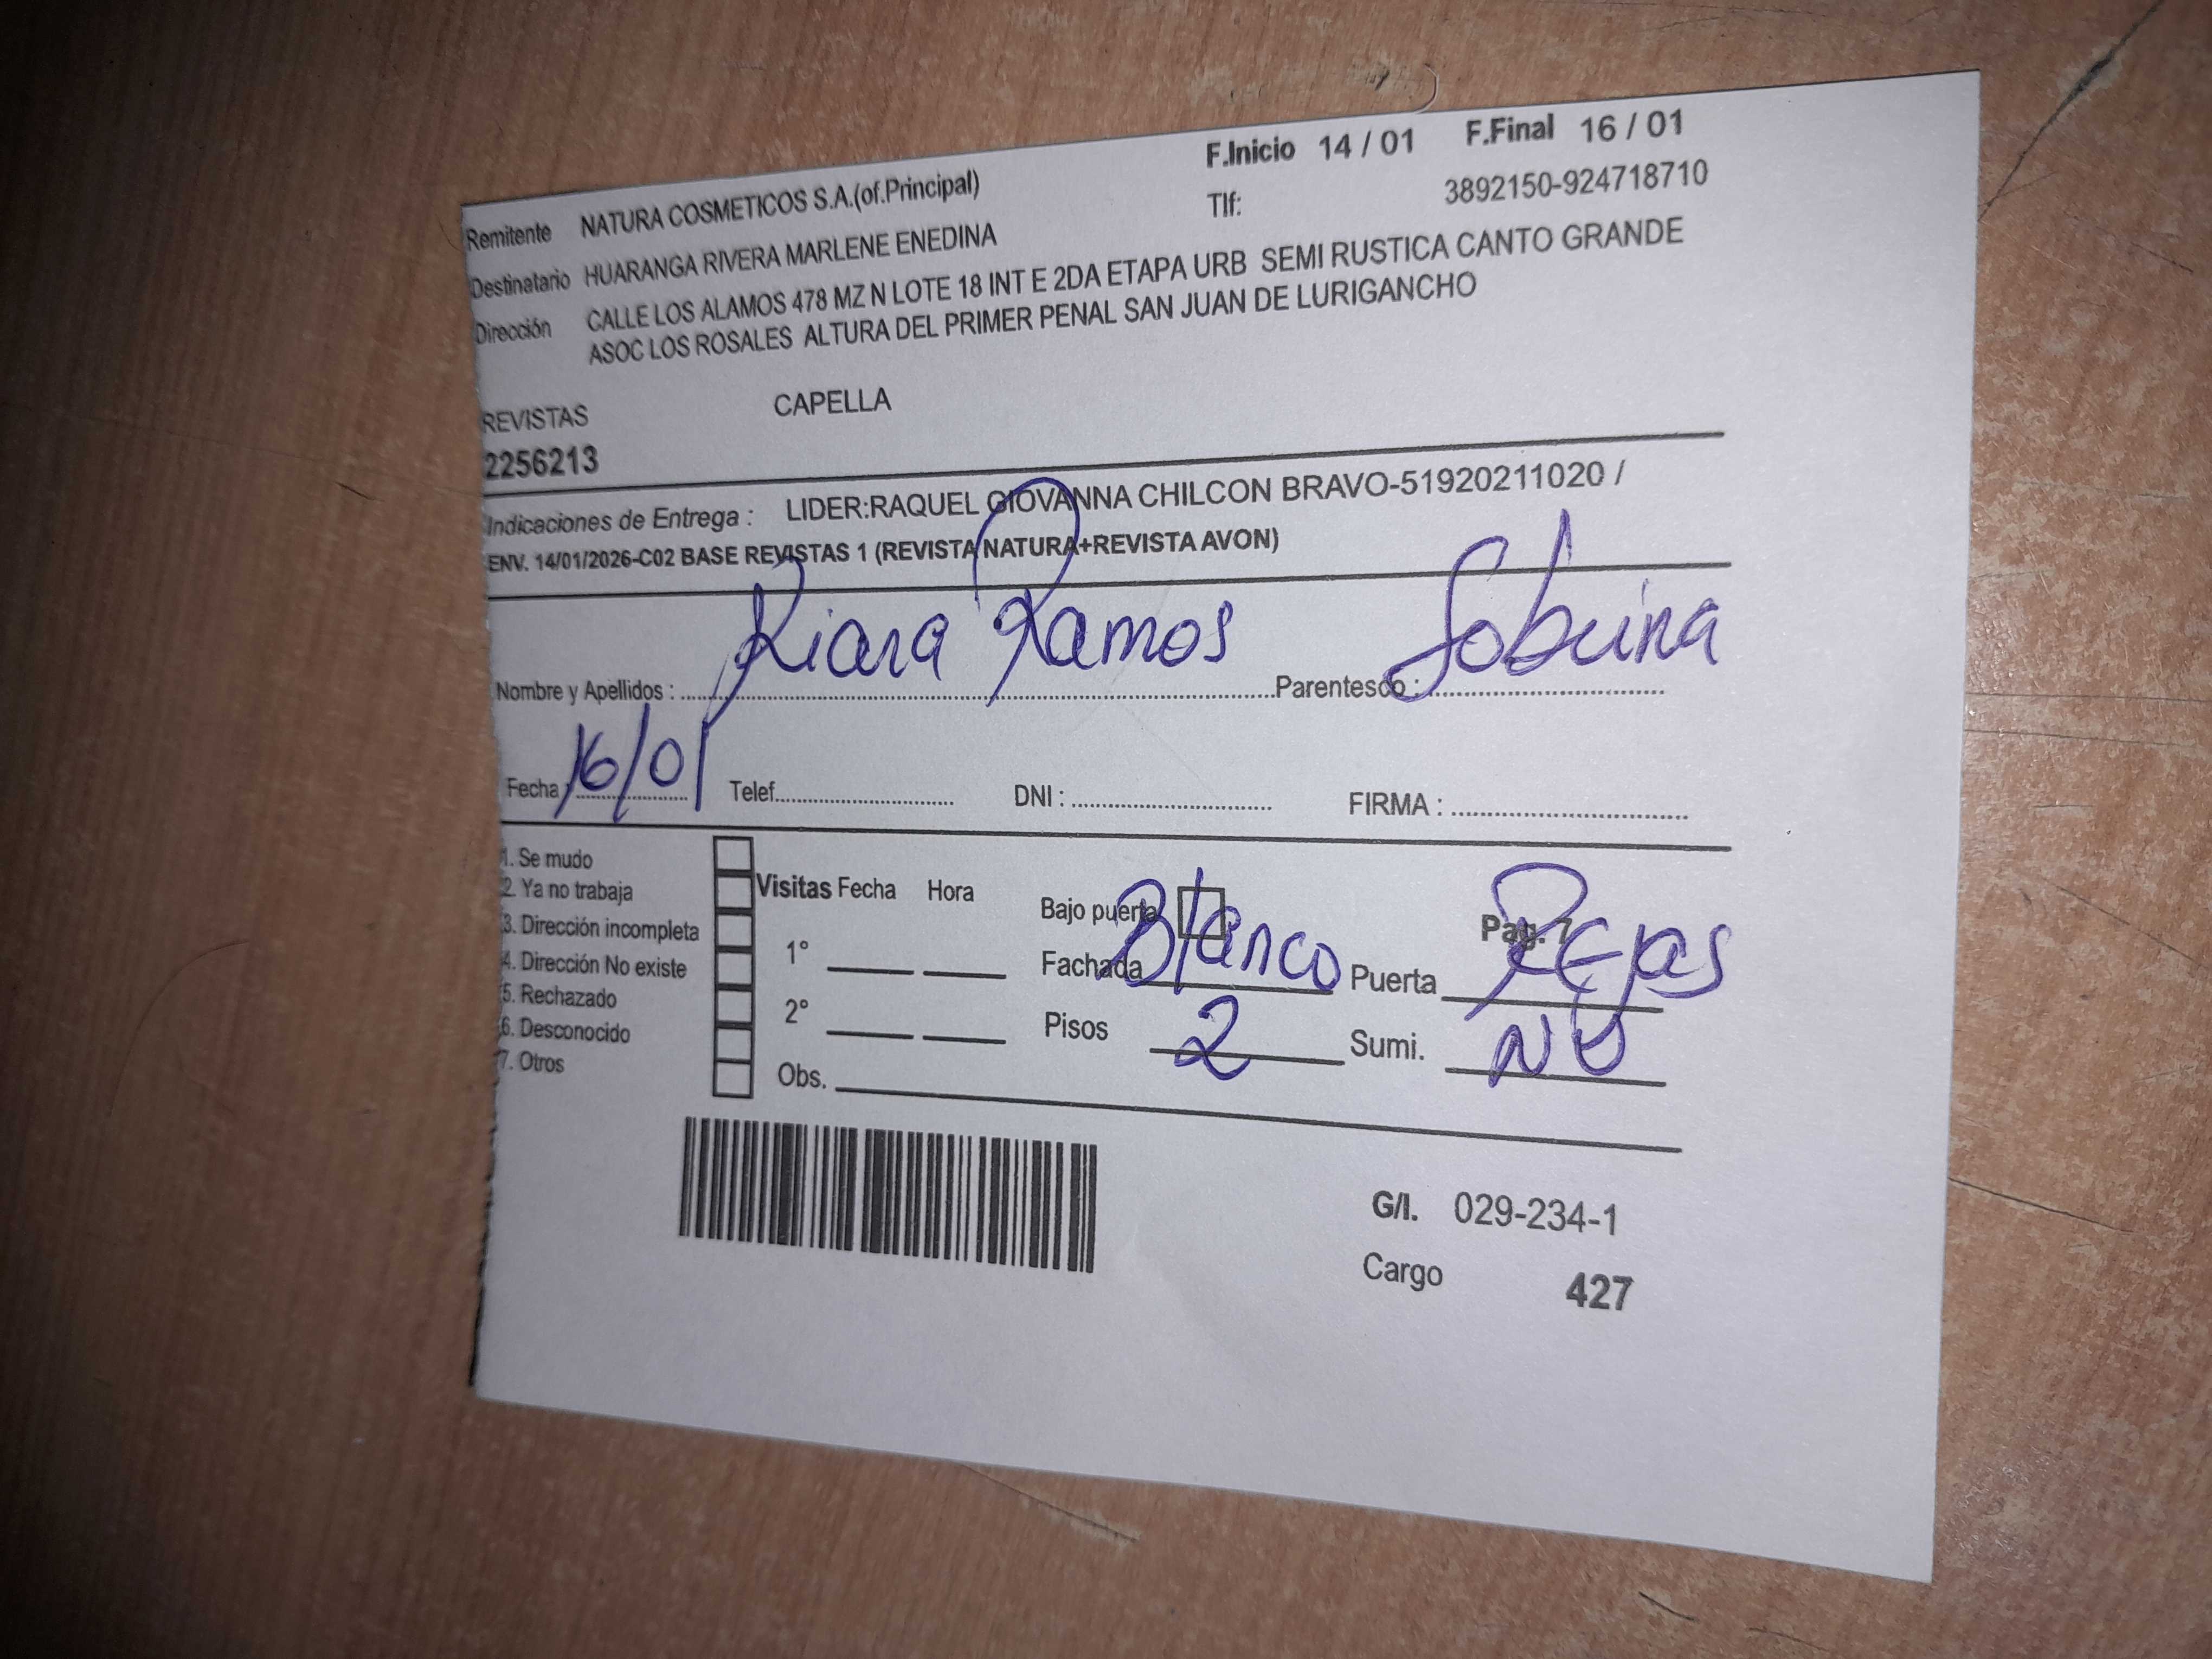 F.Inicio 14 / 01 F.Final 16 / 01
Remitente NATURA COSMETICOS S.A.(of.Principal) Tlf: 3892150-924718710
Destinatario HUARANGA RIVERA MARLENE ENEDINA
Dirección CALLE LOS ALAMOS 478 MZ N LOTE 18 INT E 2DA ETAPA URB SEMI RUSTICA CANTO GRANDE
ASOC LOS ROSALES ALTURA DEL PRIMER PENAL SAN JUAN DE LURIGANCHO
REVISTAS CAPELLA
2256213
Indicaciones de Entrega : LIDER:RAQUEL GIOVANNA CHILCON BRAVO-51920211020 /
ENV. 14/01/2026-C02 BASE REVISTAS 1 (REVISTA NATURA+REVISTA AVON)
Nombre y Apellidos : Kiara Ramos Parentesco : Sobrina
Fecha : 16/01 Telef. DNI : FIRMA :
1. Se mudo
2. Ya no trabaja Visitas Fecha Hora Bajo puerta Pag. 7
3. Dirección incompleta 1° Fachada Blanco Puerta Rejas
4. Dirección No existe
5. Rechazado 2° Pisos 2 Sumi. NO
6. Desconocido
7. Otros Obs.
G/I. 029-234-1
Cargo 427